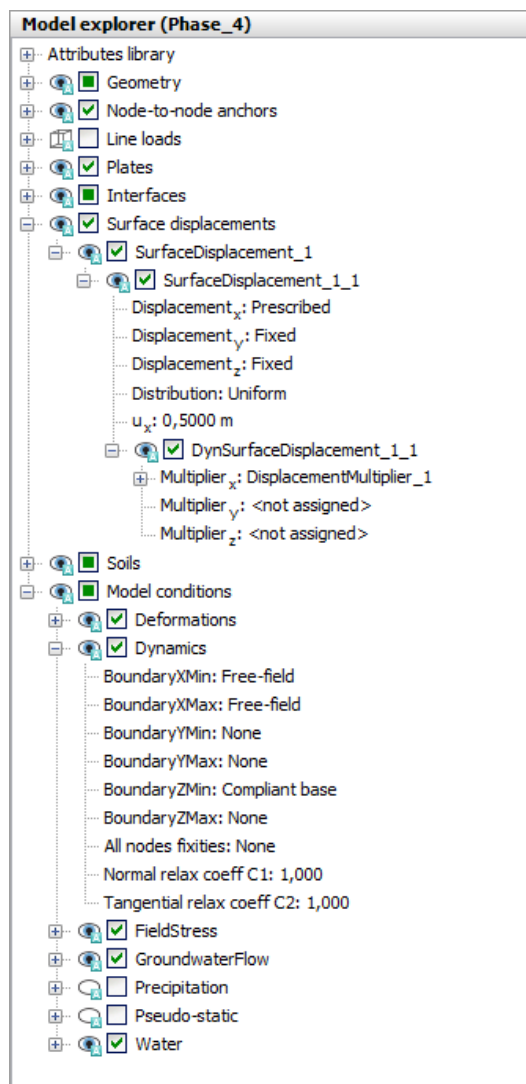 Model explorer (Phase_4)
Attributes library
Geometry
Node-to-node anchors
Line loads
Plates
Interfaces
Surface displacements
SurfaceDisplacement_1
SurfaceDisplacement_1_1
Displacementx: Prescribed
Displacementy: Fixed
Displacementz: Fixed
Distribution: Uniform
ux: 0,5000 m
DynSurfaceDisplacement_1_1
Multiplierx: DisplacementMultiplier_1
Multipliery: <not assigned>
Multiplierz: <not assigned>
Soils
Model conditions
Deformations
Dynamics
BoundaryXMin: Free-field
BoundaryXMax: Free-field
BoundaryYMin: None
BoundaryYMax: None
BoundaryZMin: Compliant base
BoundaryZMax: None
All nodes fixities: None
Normal relax coeff C1: 1,000
Tangential relax coeff C2: 1,000
FieldStress
GroundwaterFlow
Precipitation
Pseudo-static
Water